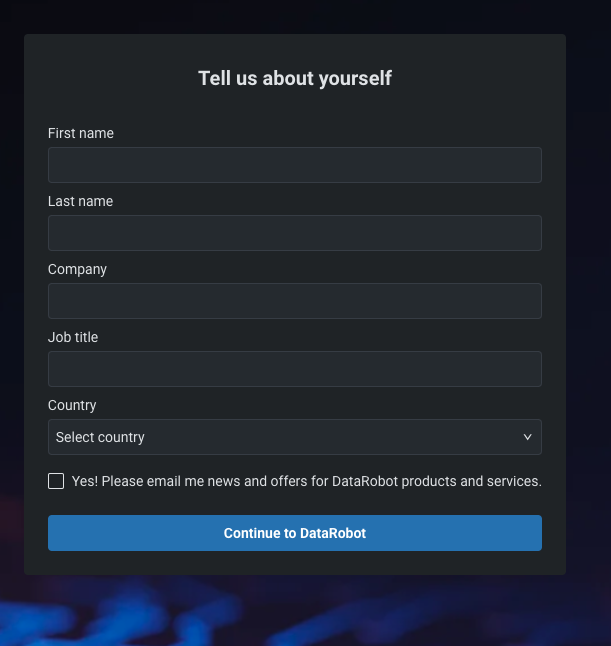 Tell us about yourself
First name
Last name
Company
Job title
Country
Select country
Yes! Please email me news and offers for DataRobot products and services.
Continue to DataRobot